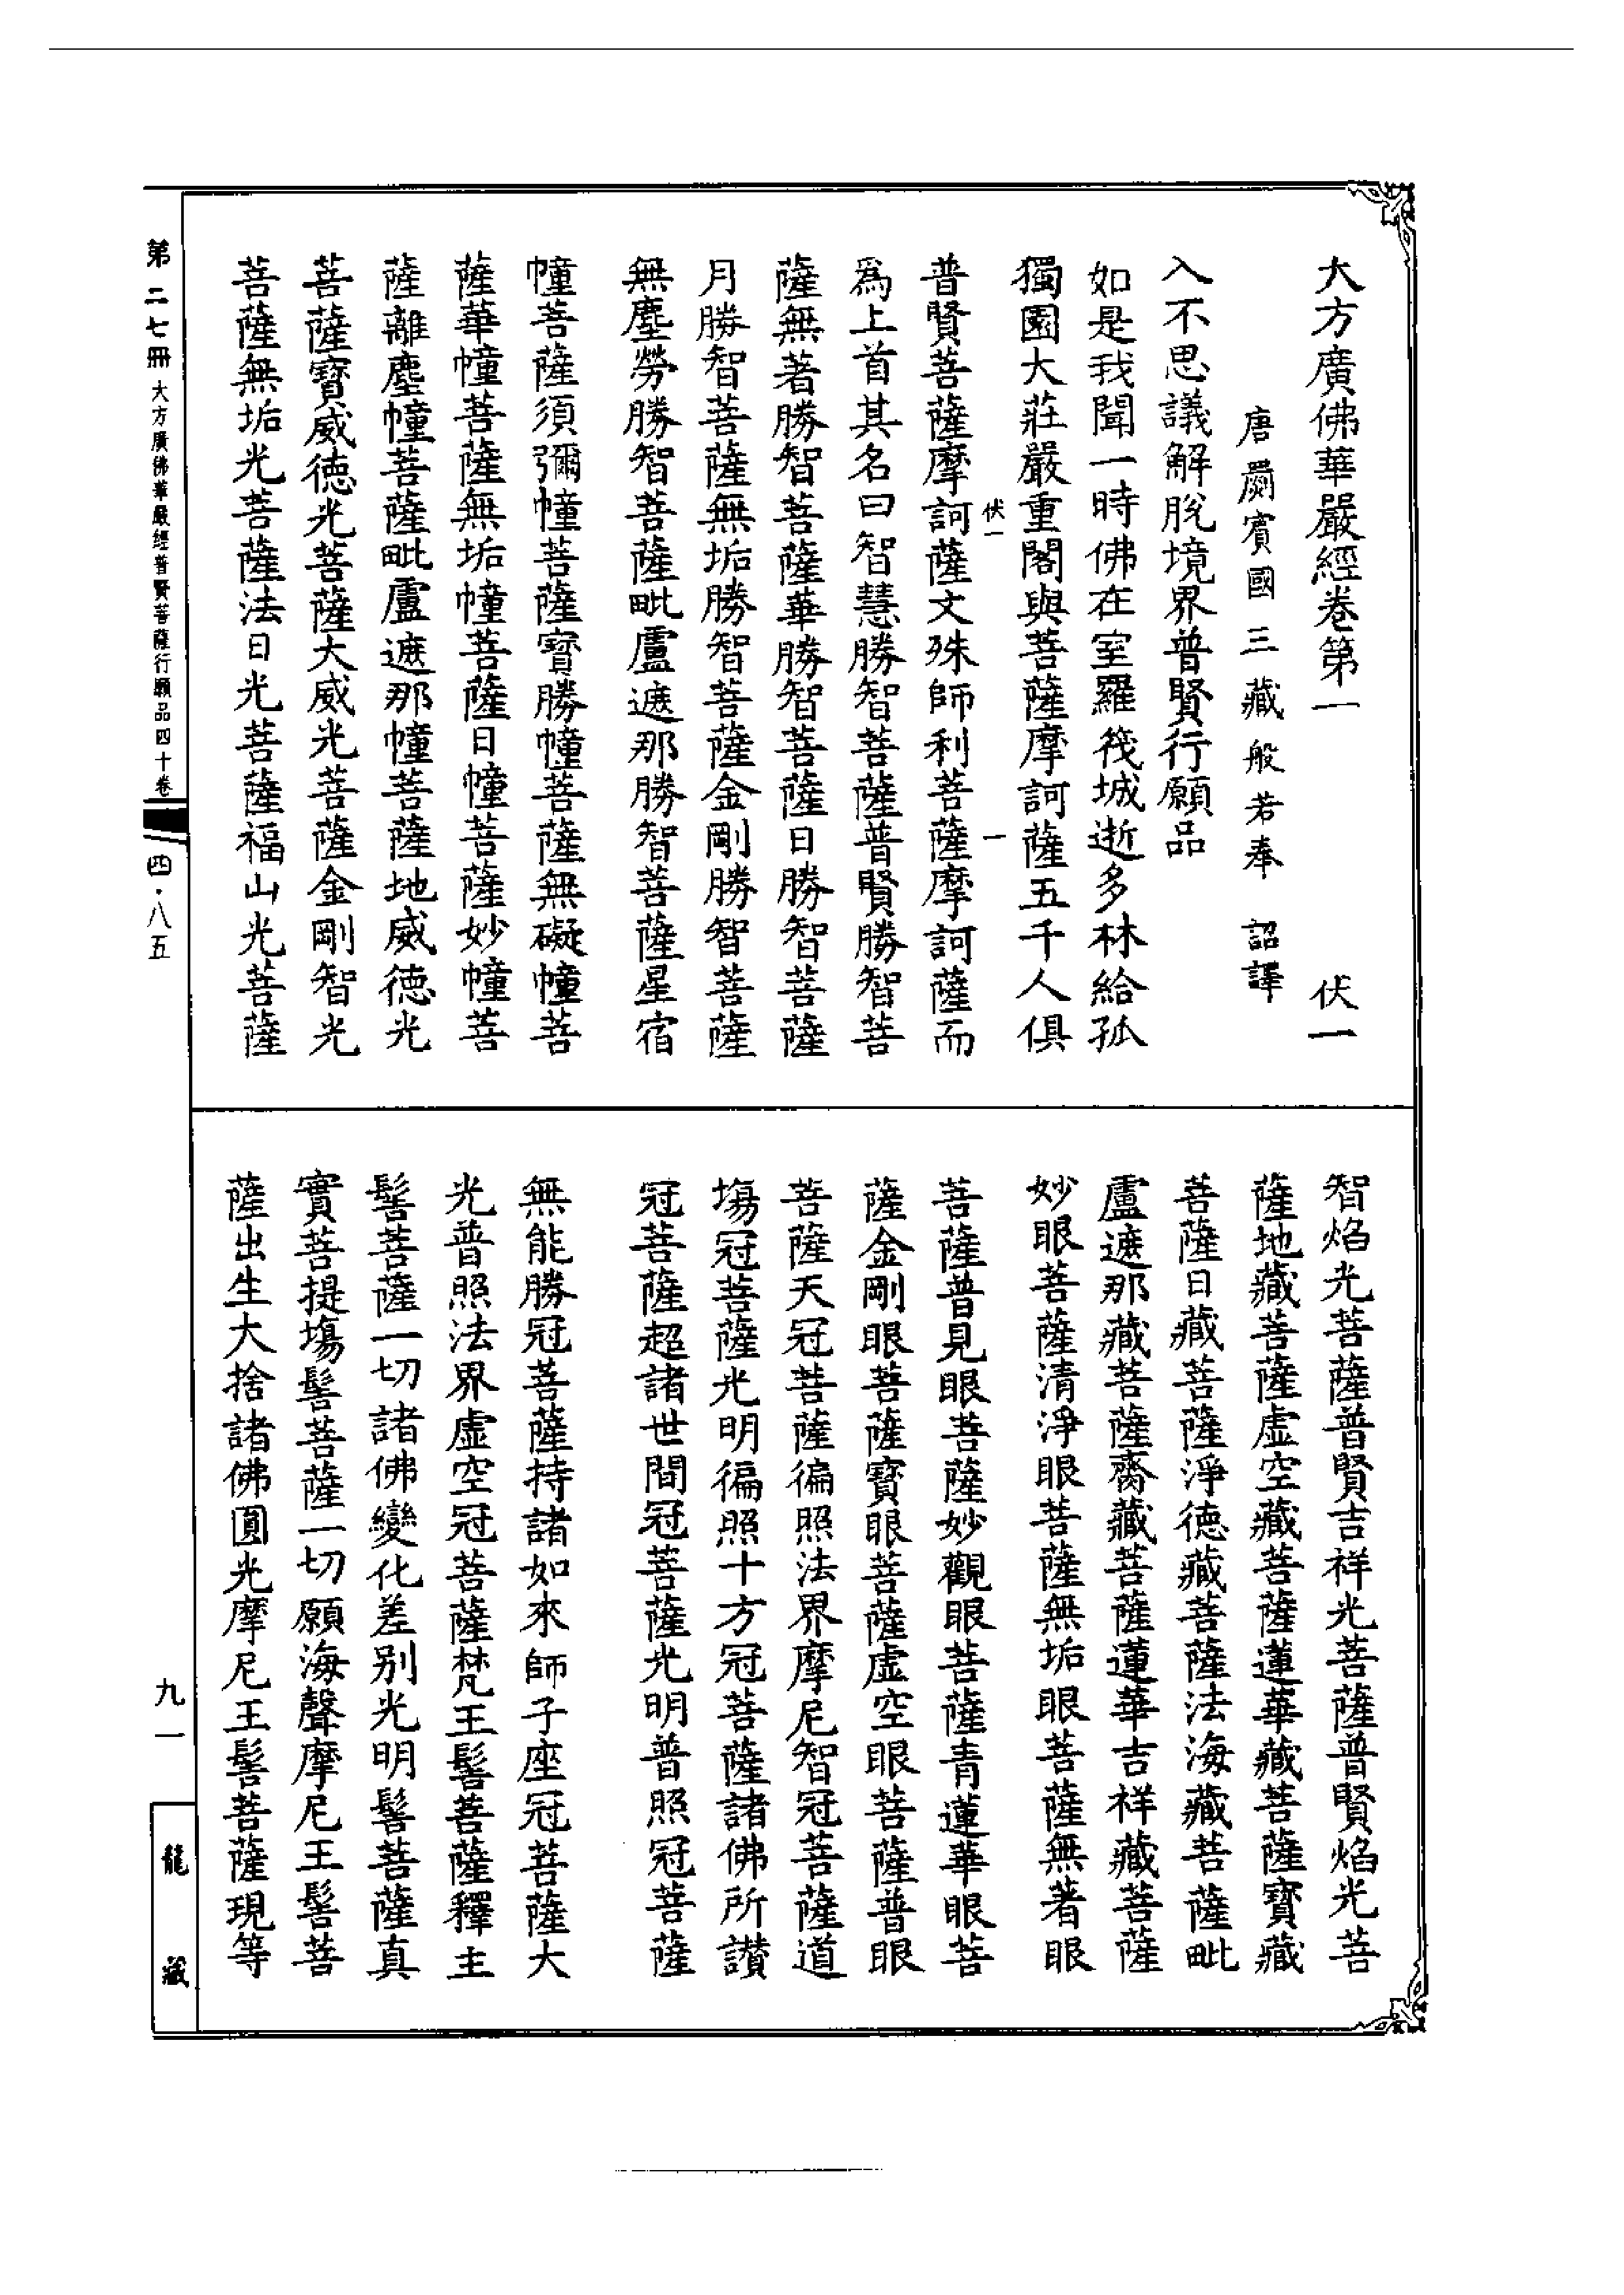 大方廣佛華嚴經卷第一 伏一
唐罽賓國三藏般若奉 詔譯
入不思議解脫境界普賢行願品
如是我聞一時佛在室羅筏城逝多林給孤
獨園大莊嚴重閣與菩薩摩訶薩五千人俱
伏一 一
普賢菩薩摩訶薩文殊師利菩薩摩訶薩而
為上首其名曰智慧勝智菩薩普賢勝智菩
薩無著勝智菩薩華勝智菩薩日勝智菩薩
月勝智菩薩無垢勝智菩薩金剛勝智菩薩
無塵勞勝智菩薩毗盧遮那勝智菩薩星宿
幢菩薩須彌幢菩薩寶勝幢菩薩無礙幢菩
薩華幢菩薩無垢幢菩薩日幢菩薩妙幢菩
薩離塵幢菩薩毗盧遮那幢菩薩地威德光
菩薩寶威德光菩薩大威光菩薩金剛智光
菩薩無垢光菩薩法日光菩薩福山光菩薩
智焰光菩薩普賢吉祥光菩薩普賢焰光菩
薩地藏菩薩虛空藏菩薩蓮華藏菩薩寶藏
菩薩日藏菩薩淨德藏菩薩法海藏菩薩毗
盧遮那藏菩薩齎藏菩薩蓮華吉祥藏菩薩
妙眼菩薩清淨眼菩薩無垢眼菩薩無著眼
菩薩普見眼菩薩妙觀眼菩薩青蓮華眼菩
薩金剛眼菩薩寶眼菩薩虛空眼菩薩普眼
菩薩天冠菩薩徧照法界摩尼智冠菩薩道
場冠菩薩光明徧照十方冠菩薩諸佛所讚
冠菩薩超諸世間冠菩薩光明普照冠菩薩
無能勝冠菩薩持諸如來師子座冠菩薩大
光普照法界虛空冠菩薩梵王髻菩薩釋主
髻菩薩一切諸佛變化差別光明髻菩薩真
實菩提場髻菩薩一切願海聲摩尼王髻菩
薩出生大捨諸佛圓光摩尼王髻菩薩現等
第二七冊 大方廣佛華嚴經普賢菩薩行願品四十卷 四·八五
九一
龍藏